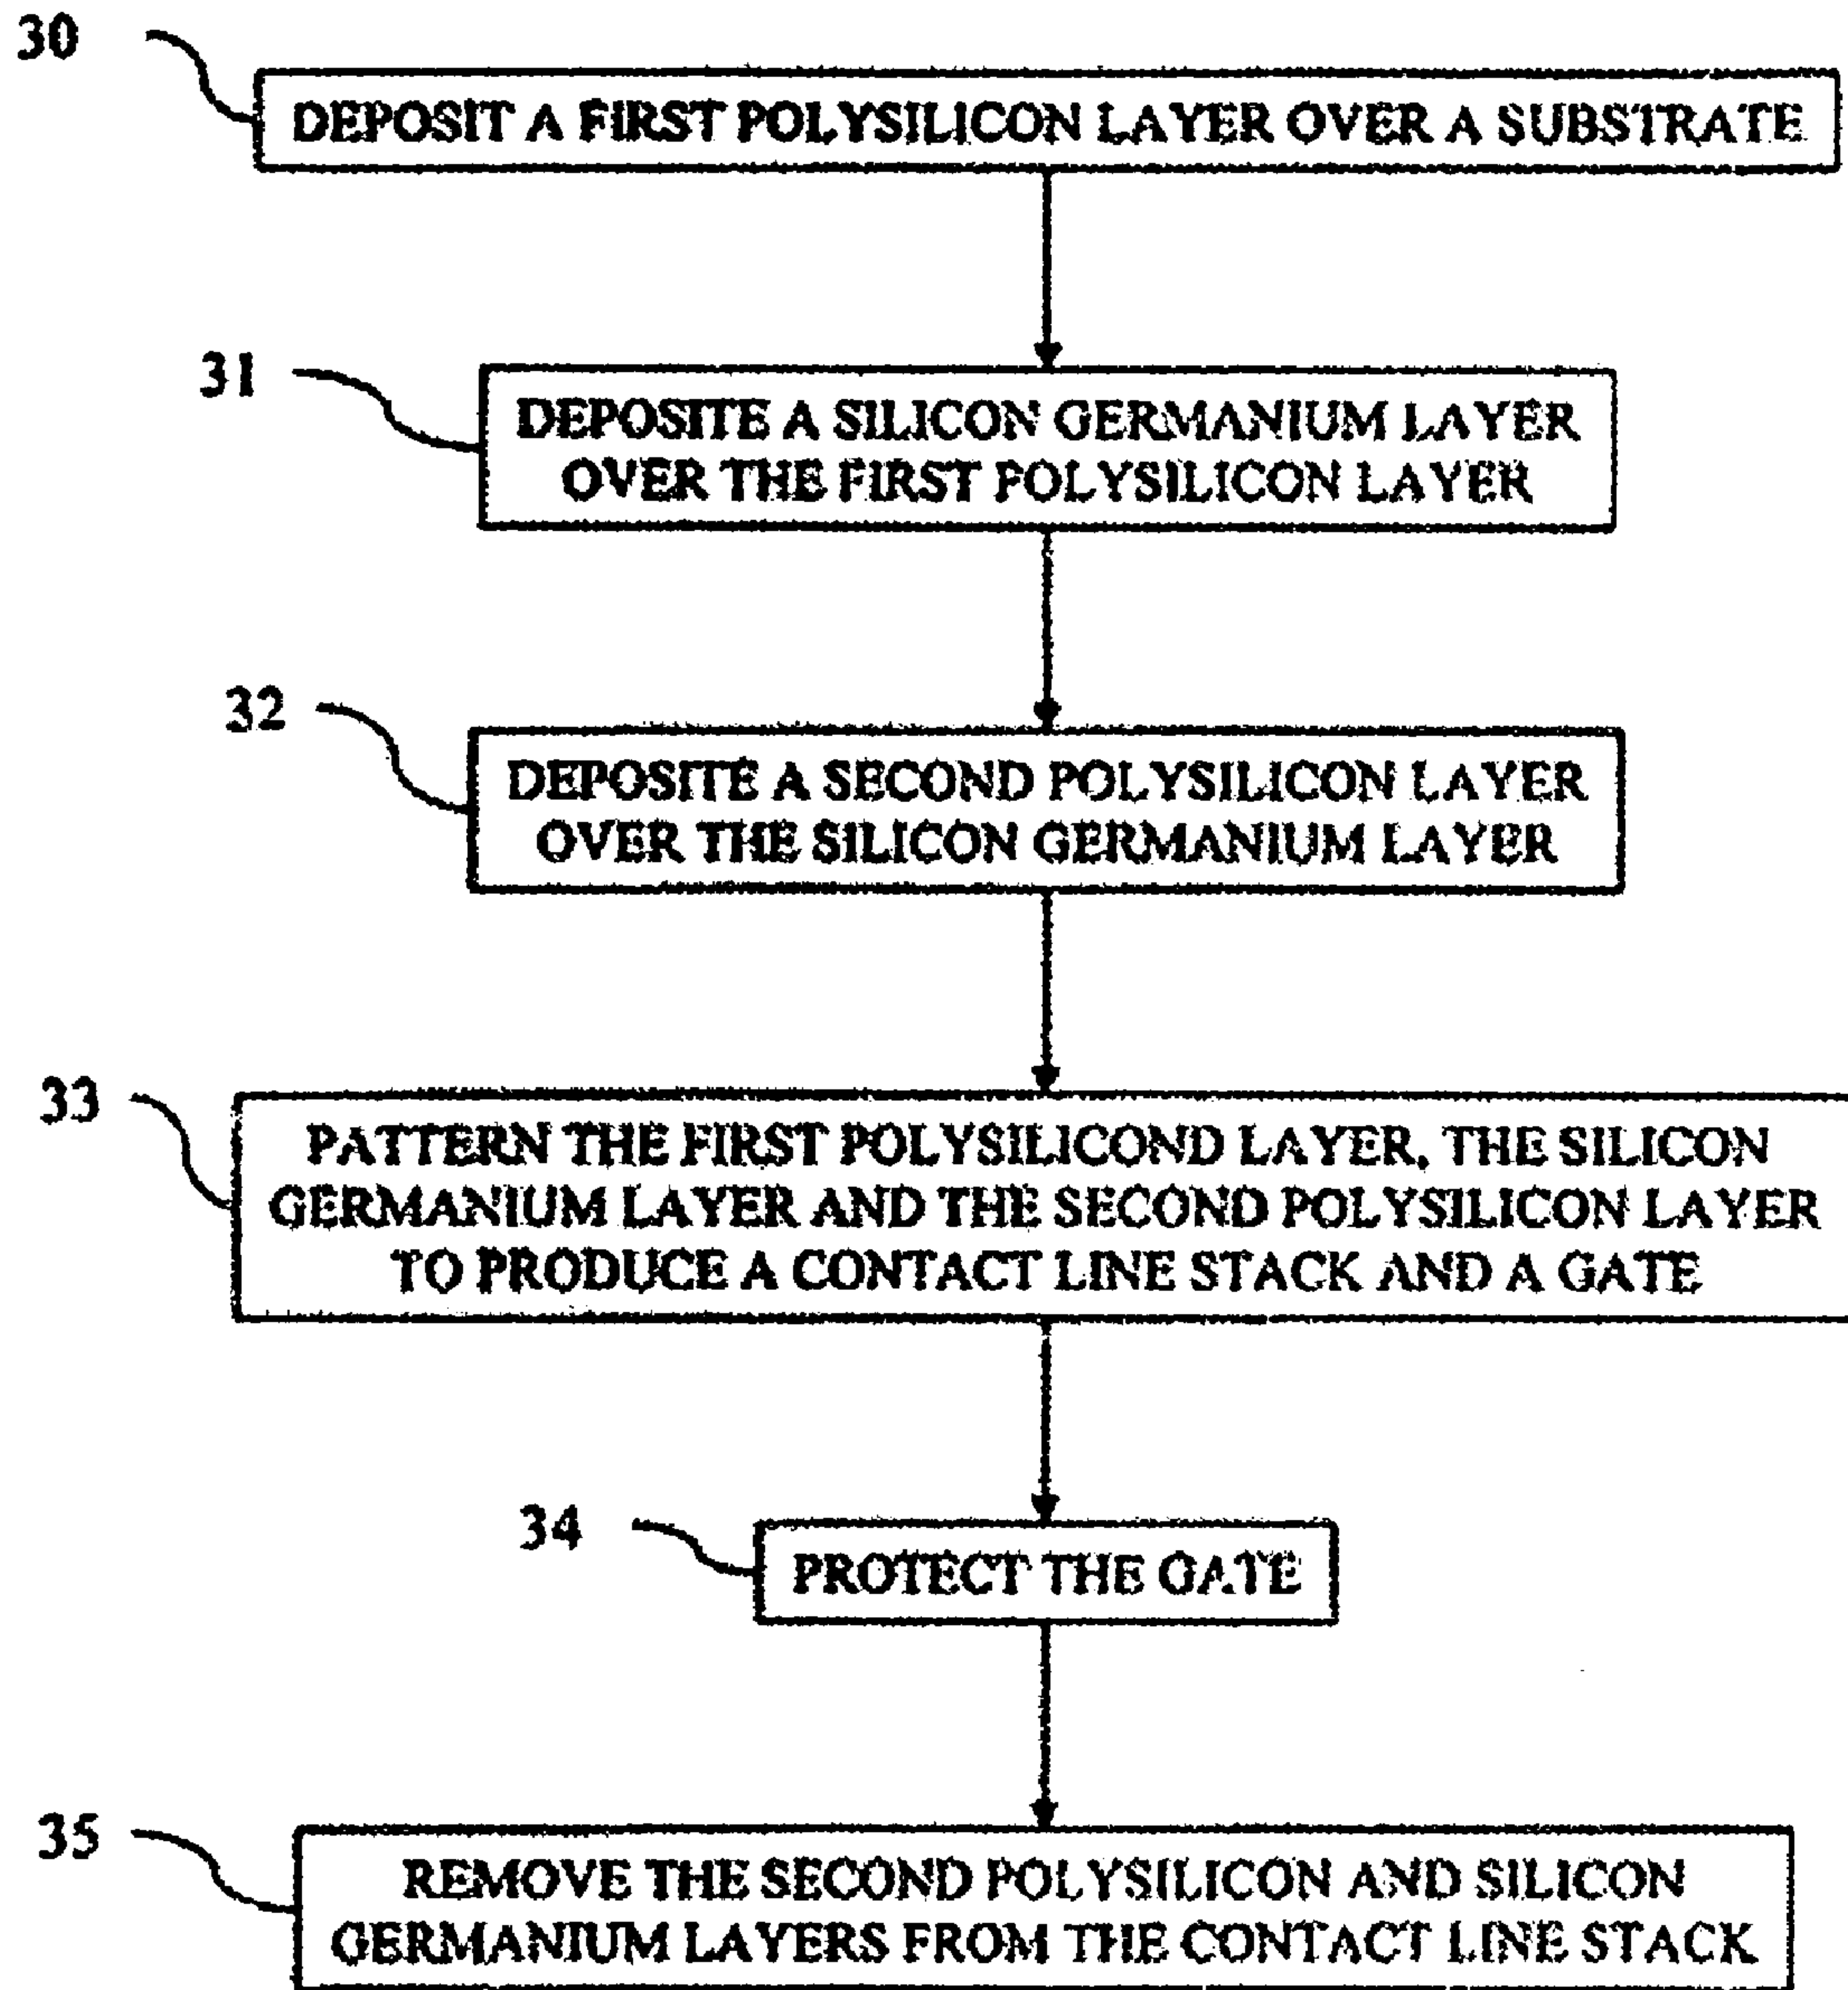 30
DEPOSIT A FIRST POLYSILICON LAYER OVER A SUBSTRATE
31
DEPOSITE A SILICON GERMANIUM LAYER
OVER THE FIRST POLYSILICON LAYER
32
DEPOSITE A SECOND POLYSILICON LAYER
OVER THE SILICON GERMANIUM LAYER
33
PATTERN THE FIRST POLYSILICOND LAYER, THE SILICON
GERMANIUM LAYER AND THE SECOND POLYSILICON LAYER
TO PRODUCE A CONTACT LINE STACK AND A GATE
34
PROTECT THE GATE
35
REMOVE THE SECOND POLYSILICON AND SILICON
GERMANIUM LAYERS FROM THE CONTACT LINE STACK